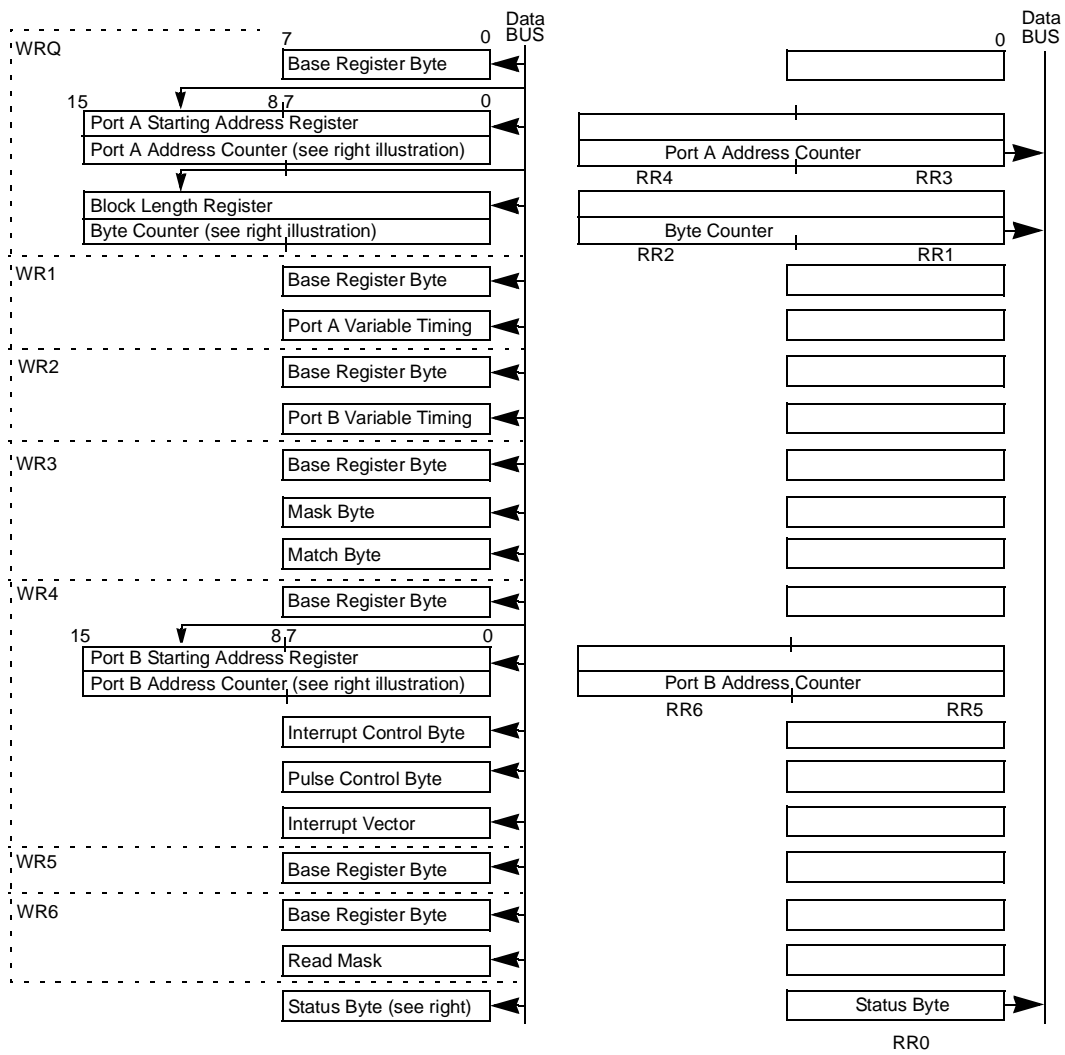 Data
BUS
WRQ
7 0
Base Register Byte
15 8 7 0
Port A Starting Address Register
Port A Address Counter (see right illustration)
Block Length Register
Byte Counter (see right illustration)
WR1
Base Register Byte
Port A Variable Timing
WR2
Base Register Byte
Port B Variable Timing
WR3
Base Register Byte
Mask Byte
Match Byte
WR4
Base Register Byte
15 8 7 0
Port B Starting Address Register
Port B Address Counter (see right illustration)
Interrupt Control Byte
Pulse Control Byte
Interrupt Vector
WR5
Base Register Byte
WR6
Base Register Byte
Read Mask
Status Byte (see right)
Data
BUS
0
Port A Address Counter
RR4 RR3
Byte Counter
RR2 RR1
Port B Address Counter
RR6 RR5
Status Byte
RR0